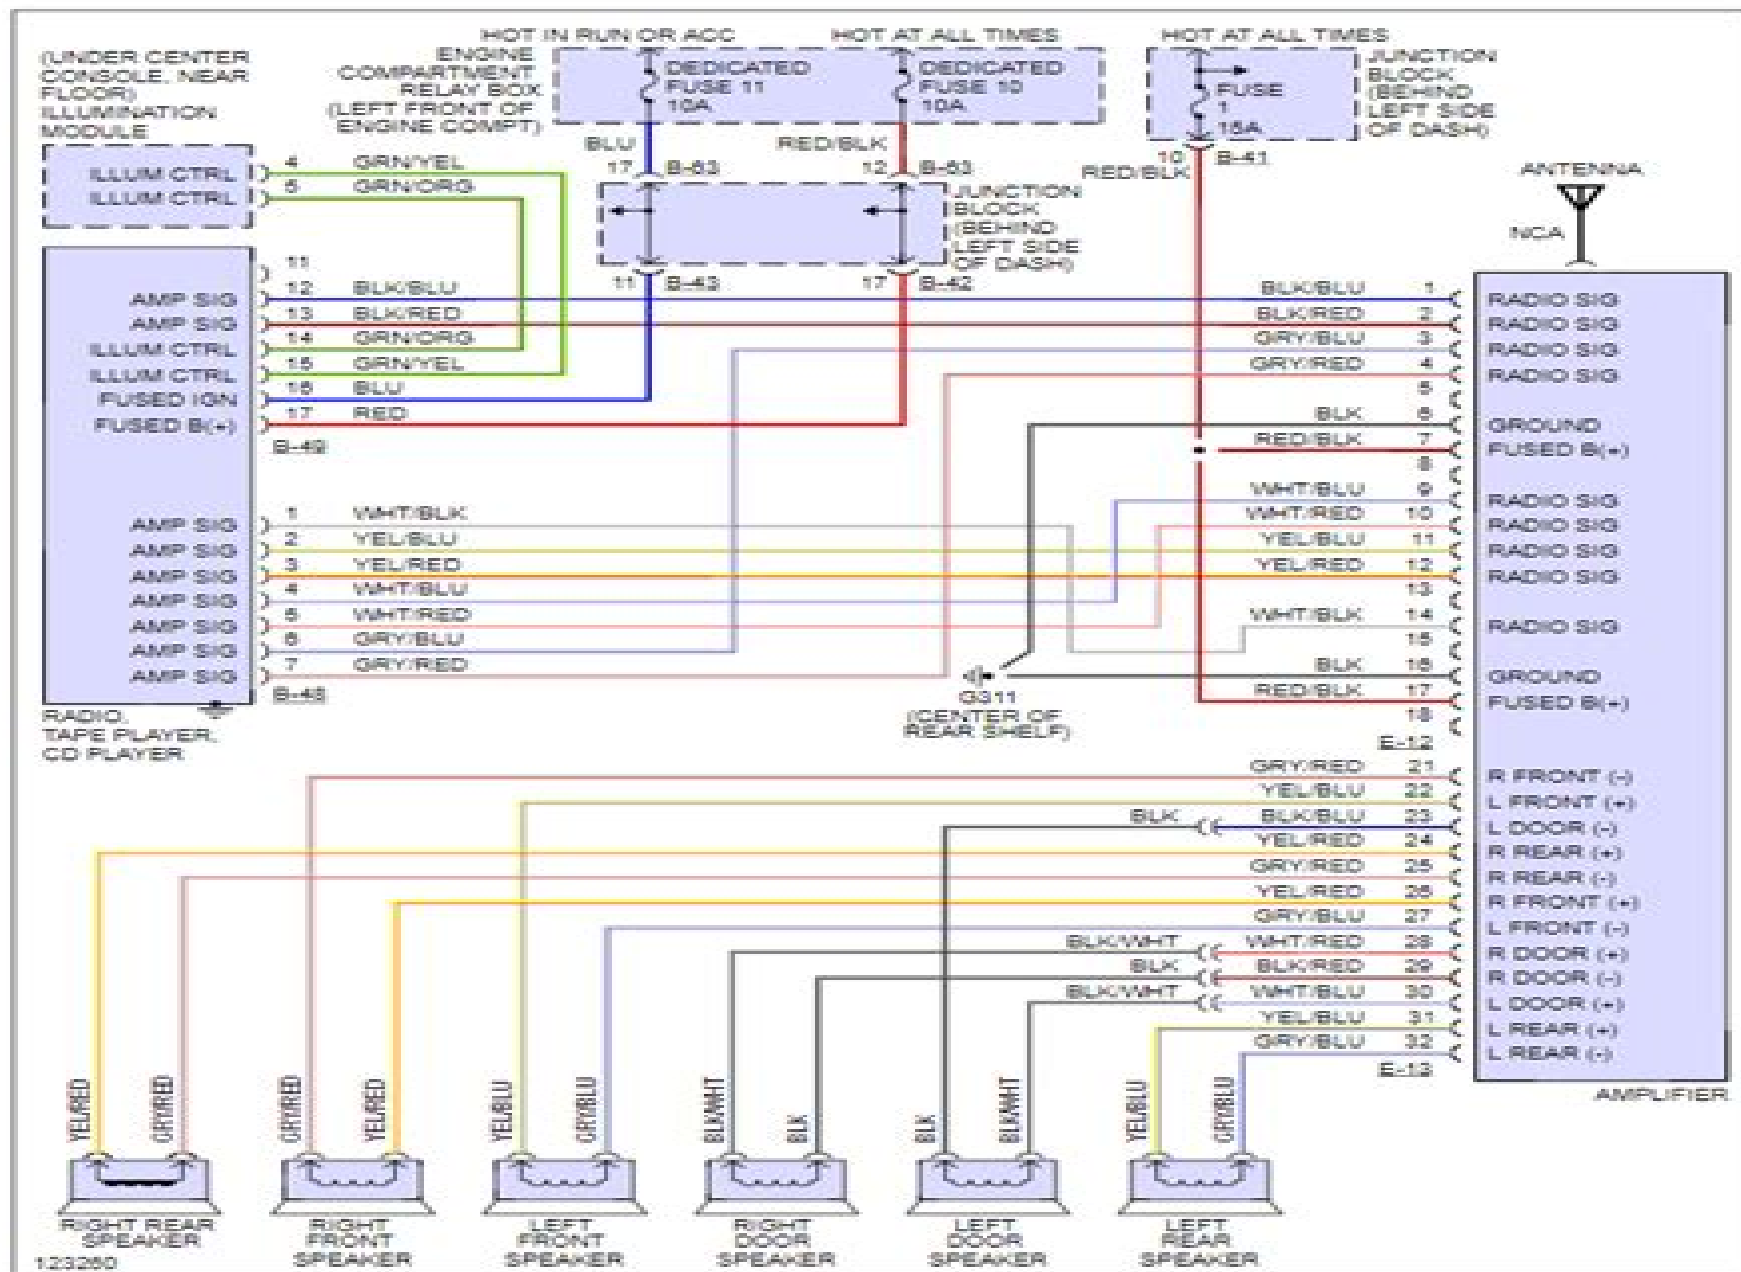 HOT IN RUN OR ACC
HOT AT ALL TIMES
HOT AT ALL TIMES
(UNDER CENTER
CONSOLE, NEAR
FLOOR)
ILLUMINATION
MODULE
ENGINE
COMPARTMENT
RELAY BOX
(LEFT FRONT OF
ENGINE COMPT)
DEDICATED
FUSE 11
10A
DEDICATED
FUSE 10
10A
FUSE
1
15A
JUNCTION
BLOCK
(BEHIND
LEFT SIDE
OF DASH)
BLU
17 B-53
RED/BLK
12 B-53
RED/BLK
10 B-41
ILLUM CTRL 4 GRN/YEL
ILLUM CTRL 5 GRN/ORG
JUNCTION
BLOCK
(BEHIND
LEFT SIDE
OF DASH)
11 B-43
17 B-42
ANTENNA
NCA
11
AMP SIG 12 BLK/BLU
AMP SIG 13 BLK/RED
ILLUM CTRL 14 GRN/ORG
ILLUM CTRL 15 GRN/YEL
FUSED IGN 16 BLU
FUSED B(+) 17 RED
B-49
AMP SIG 1 WHT/BLK
AMP SIG 2 YEL/BLU
AMP SIG 3 YEL/RED
AMP SIG 4 WHT/BLU
AMP SIG 5 WHT/RED
AMP SIG 6 GRY/BLU
AMP SIG 7 GRY/RED
B-48
RADIO,
TAPE PLAYER,
CD PLAYER
BLK/BLU 1 RADIO SIG
BLK/RED 2 RADIO SIG
GRY/BLU 3 RADIO SIG
GRY/RED 4 RADIO SIG
5
BLK 6 GROUND
RED/BLK 7 FUSED B(+)
8
WHT/BLU 9 RADIO SIG
WHT/RED 10 RADIO SIG
YEL/BLU 11 RADIO SIG
YEL/RED 12 RADIO SIG
13
WHT/BLK 14 RADIO SIG
15
BLK 16 GROUND
RED/BLK 17 FUSED B(+)
18
E-12
G311
(CENTER OF
REAR SHELF)
GRY/RED 21 R FRONT (-)
YEL/BLU 22 L FRONT (+)
BLK BLK/BLU 23 L DOOR (-)
YEL/RED 24 R REAR (+)
GRY/RED 25 R REAR (-)
YEL/RED 26 R FRONT (+)
GRY/BLU 27 L FRONT (-)
BLK/WHT WHT/RED 28 R DOOR (+)
BLK BLK/RED 29 R DOOR (-)
BLK/WHT WHT/BLU 30 L DOOR (+)
YEL/BLU 31 L REAR (+)
GRY/BLU 32 L REAR (-)
E-13
AMPLIFIER
YEL/RED
GRY/RED
GRY/RED
YEL/RED
YEL/BLU
GRY/BLU
BLK/WHT
BLK
BLK
BLK/WHT
YEL/BLU
GRY/BLU
RIGHT REAR
SPEAKER
RIGHT
FRONT
SPEAKER
LEFT
FRONT
SPEAKER
RIGHT
DOOR
SPEAKER
LEFT
DOOR
SPEAKER
LEFT
REAR
SPEAKER
123260